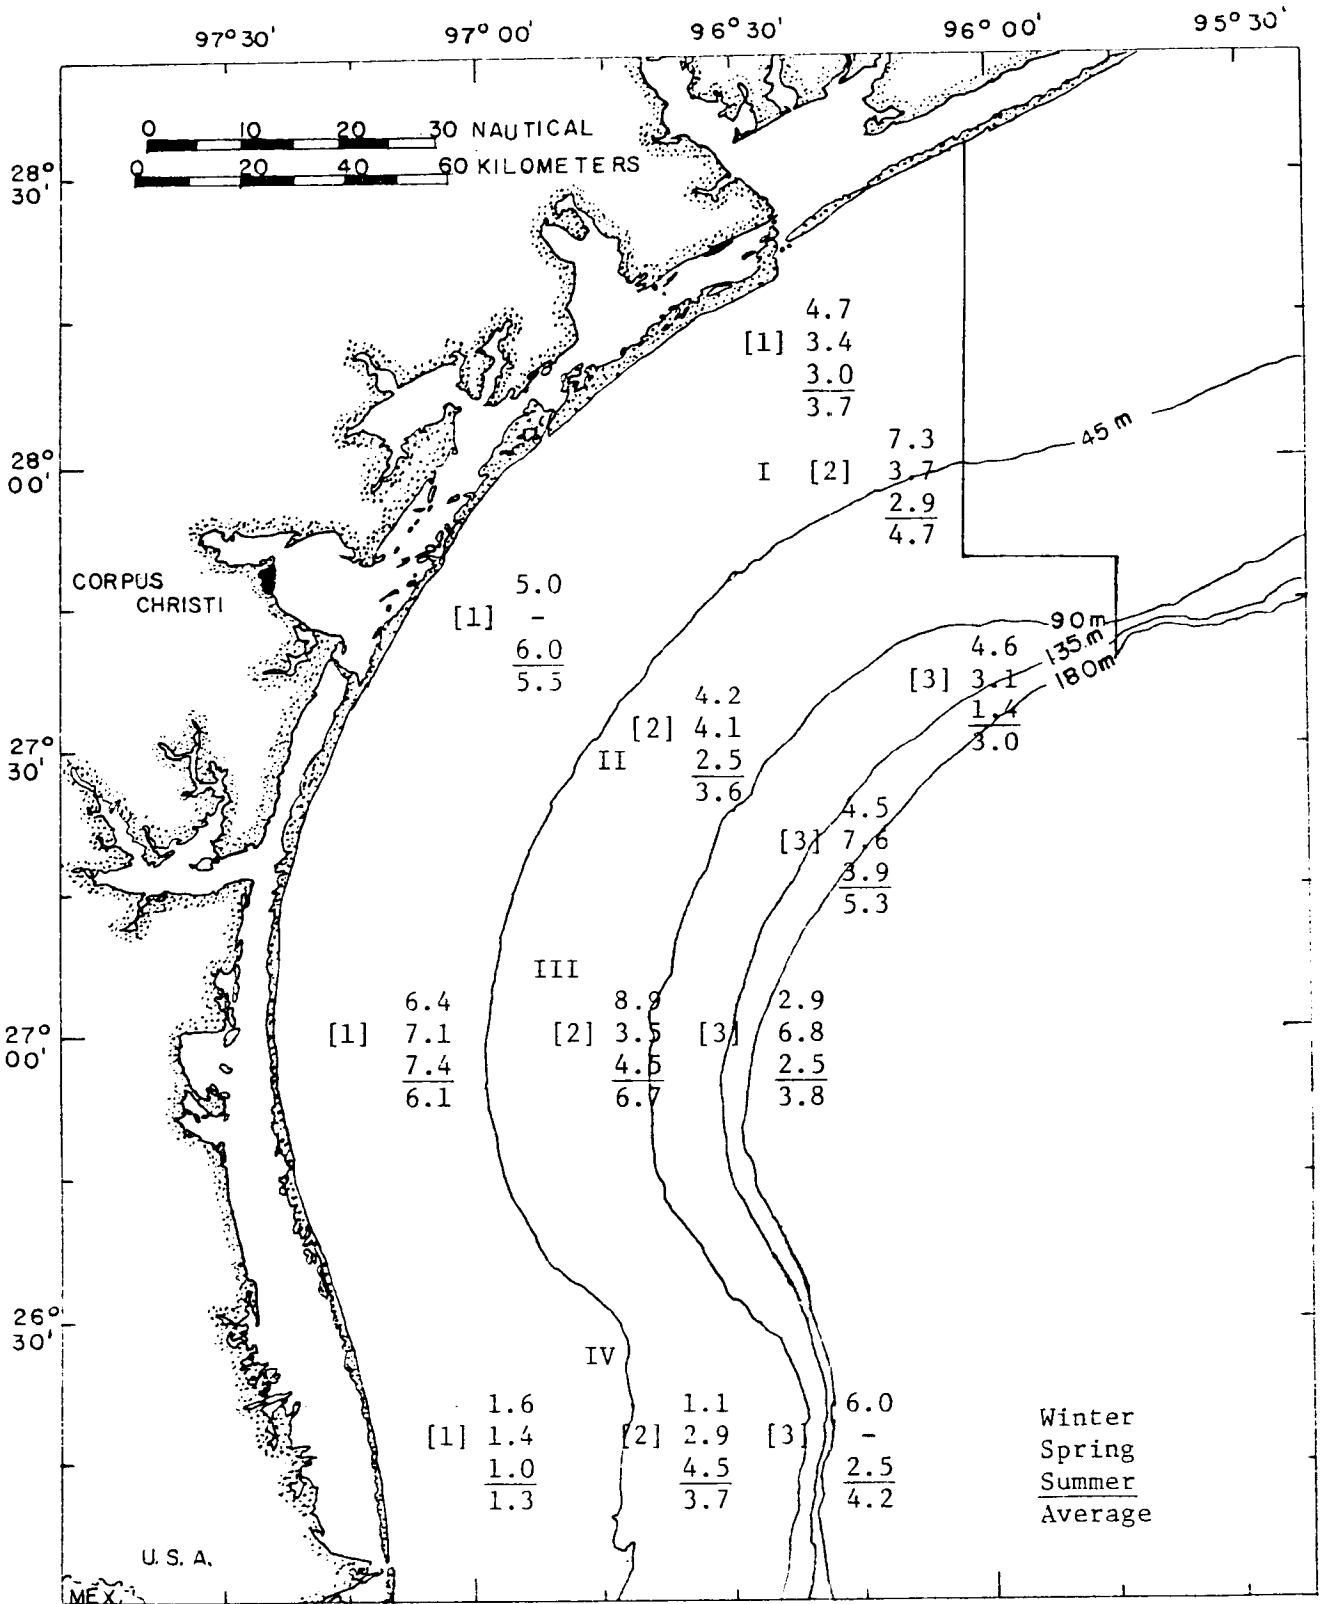 97°30' 97°00' 96°30' 96°00' 95°30'
0 10 20 30 NAUTICAL
0 20 40 60 KILOMETERS
28° 30'
4.7
[1] 3.4
3.0
3.7
45 m
7.3
28° 00'
I [2] 3.7
2.9
4.7
CORPUS CHRISTI
5.0
[1] -
6.0
5.5
90m
135m
180m
4.6
[3] 3.1
1.4
3.0
4.2
[2] 4.1
2.5
3.6
27° 30'
II
4.5
[3] 7.6
3.9
5.3
III
27° 00'
6.4
[1] 7.1
7.4
6.1
8.9
[2] 3.5
4.5
6.7
2.9
[3] 6.8
2.5
3.8
26° 30'
IV
1.6
[1] 1.4
1.0
1.3
1.1
[2] 2.9
4.5
3.7
6.0
[3] -
2.5
4.2
Winter
Spring
Summer
Average
U.S.A.
MEX.